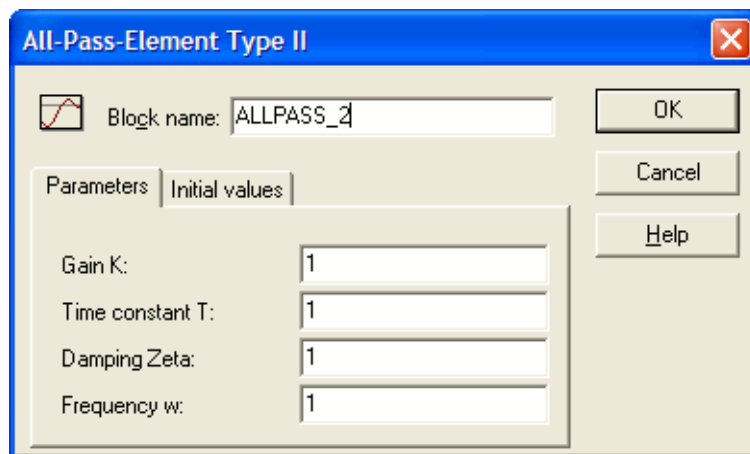 All-Pass-Element Type II
Block name: ALLPASS_2
OK
Cancel
Help
Parameters
Initial values
Gain K: 1
Time constant T: 1
Damping Zeta: 1
Frequency w: 1